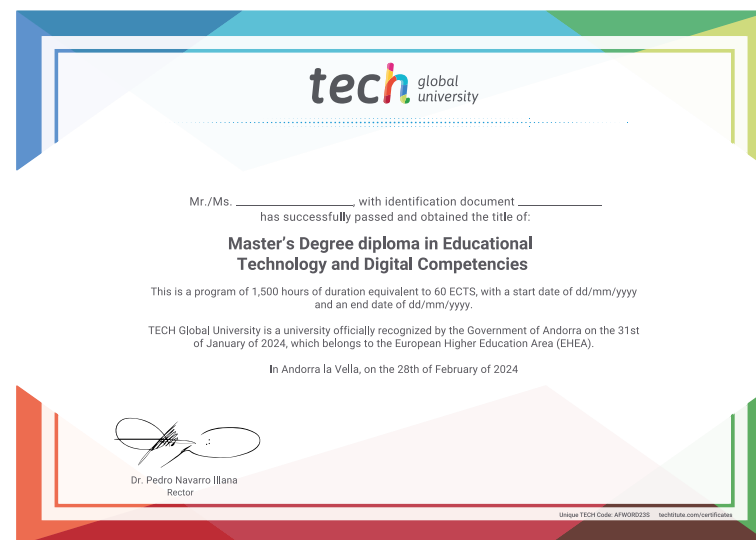 tech global university
Mr./Ms. ____________________, with identification document ______________
has successfully passed and obtained the title of:
Master's Degree diploma in Educational
Technology and Digital Competencies
This is a program of 1,500 hours of duration equivalent to 60 ECTS, with a start date of dd/mm/yyyy
and an end date of dd/mm/yyyy.
TECH Global University is a university officially recognized by the Government of Andorra on the 31st
of January of 2024, which belongs to the European Higher Education Area (EHEA).
In Andorra la Vella, on the 28th of February of 2024
Dr. Pedro Navarro Illana
Rector
Unique TECH Code: AFWORD23S techtitute.com/certificates